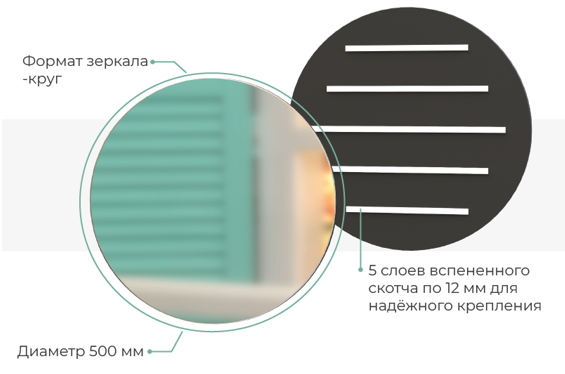 Формат зеркала
-круг
5 слоев вспененного
скотча по 12 мм для
надёжного крепления
Диаметр 500 мм